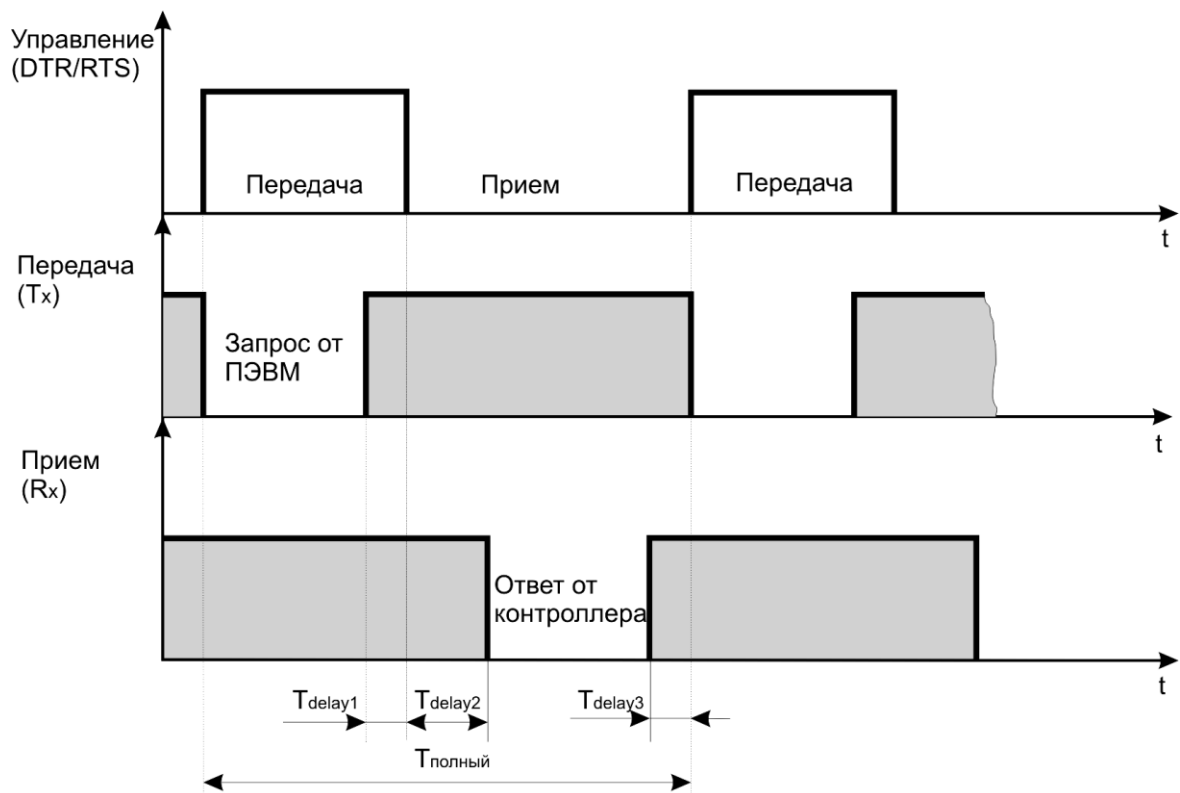 Управление
(DTR/RTS)
Передача
Прием
Передача
t
Передача
(Tx)
Запрос от
ПЭВМ
t
Прием
(Rx)
Ответ от
контроллера
t
Tdelay1
Tdelay2
Tdelay3
Tполный